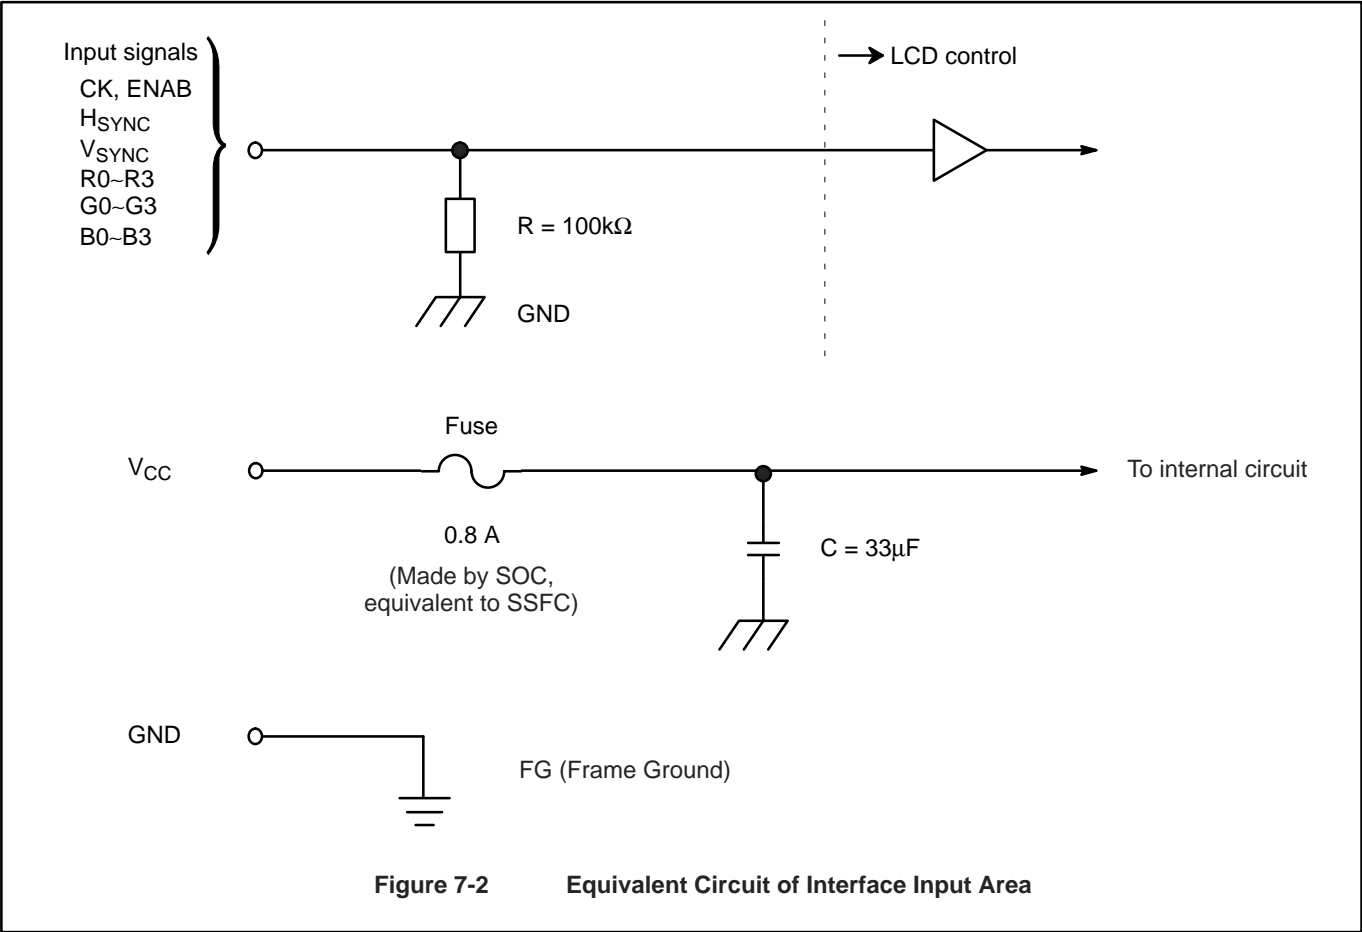 Input signals
CK, ENAB
HSYNC
VSYNC
R0~R3
G0~G3
B0~B3
LCD control
R = 100kΩ
GND
Fuse
VCC
To internal circuit
0.8 A
C = 33μF
(Made by SOC,
equivalent to SSFC)
GND
FG (Frame Ground)
Figure 7-2 Equivalent Circuit of Interface Input Area